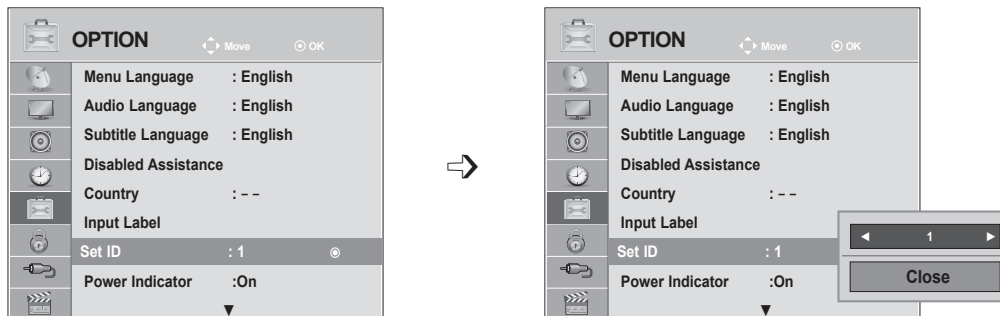 OPTION Move OK
Menu Language : English
Audio Language : English
Subtitle Language : English
Disabled Assistance
Country : – –
Input Label
Set ID : 1
Power Indicator :On
▼
OPTION Move OK
Menu Language : English
Audio Language : English
Subtitle Language : English
Disabled Assistance
Country : – –
Input Label
Set ID : 1
Power Indicator :On
▼
◄ 1 ►
Close